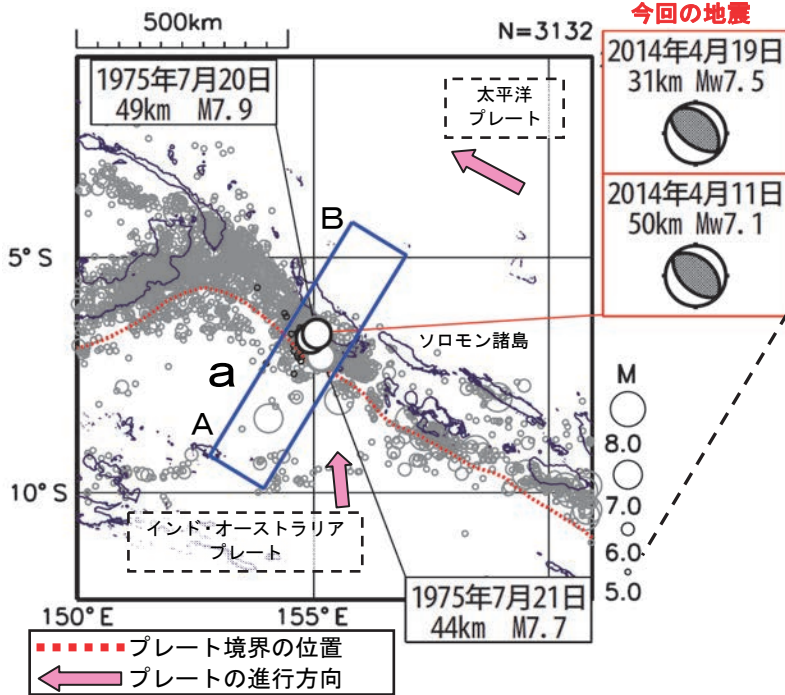 500km
N=3132
今回の地震
2014年4月19日
31km Mw7.5
2014年4月11日
50km Mw7.1
1975年7月20日
49km M7.9
太平洋
プレート
B
5°S
ソロモン諸島
a
A
M
8.0
7.0
6.0
5.0
10°S
インド・オーストラリア
プレート
1975年7月21日
44km M7.7
150°E
155°E
プレート境界の位置
プレートの進行方向